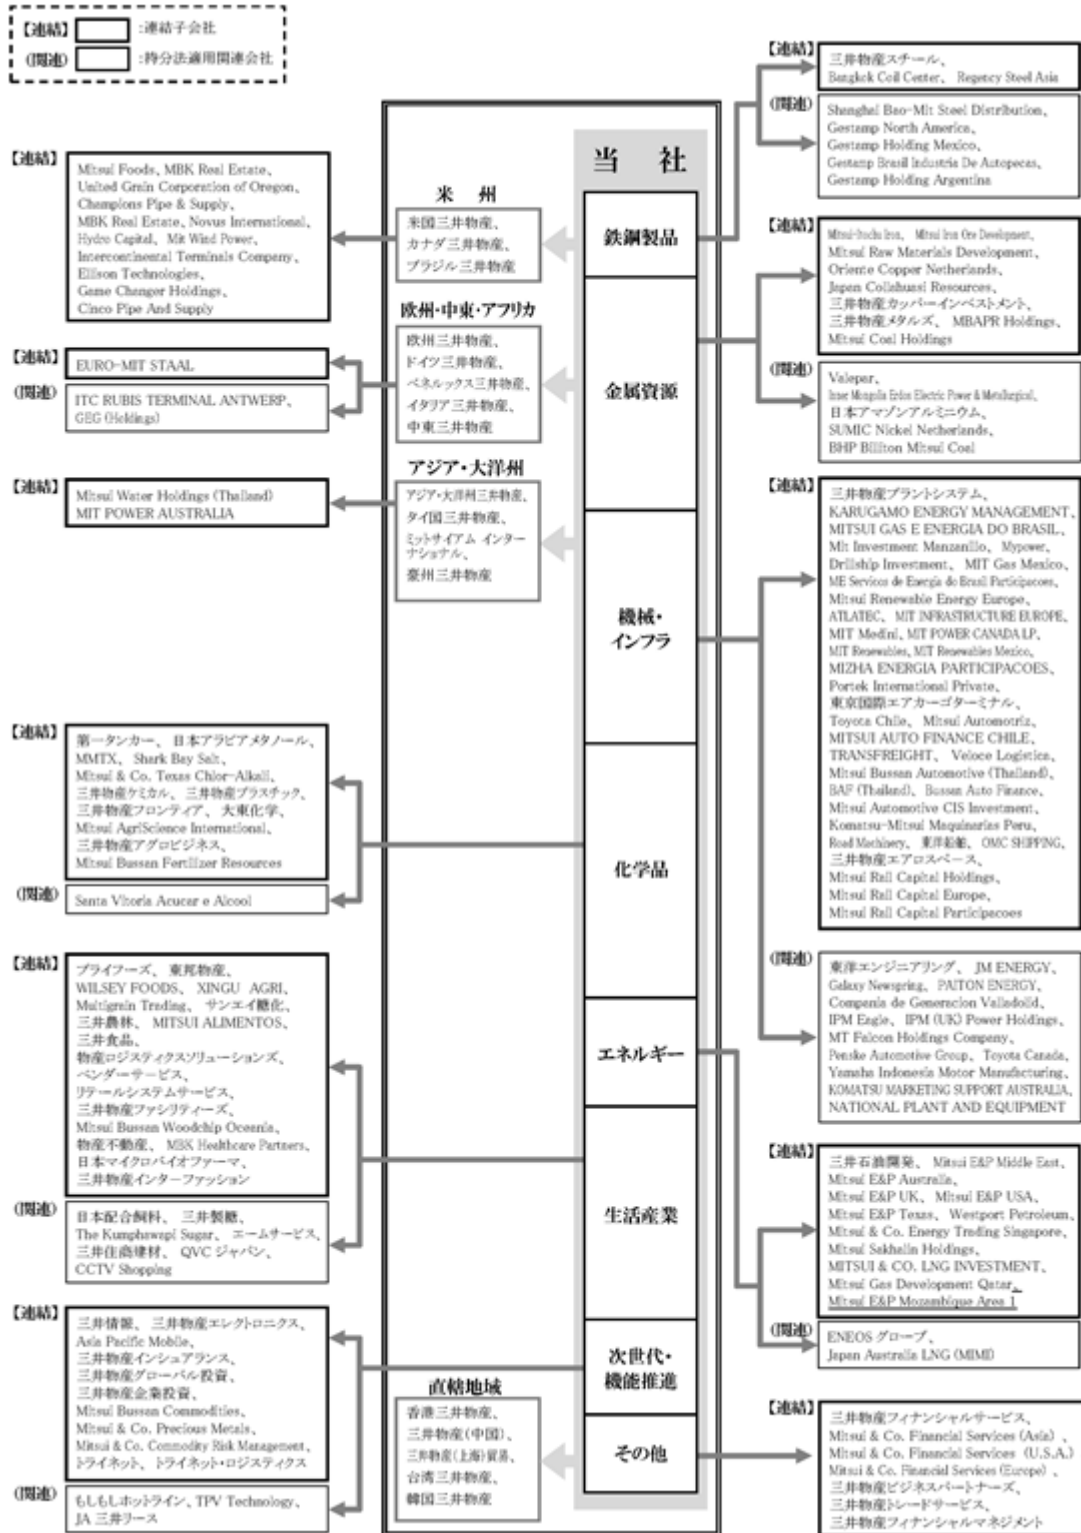 【連結】 :連結子会社
(関連) :持分法適用関連会社
当 社
鉄鋼製品
金属資源
機械・
インフラ
化学品
エネルギー
生活産業
次世代・
機能推進
その他
米 州
米国三井物産、
カナダ三井物産、
ブラジル三井物産
欧州・中東・アフリカ
欧州三井物産、
ドイツ三井物産、
ベネルックス三井物産、
イタリア三井物産、
中東三井物産
アジア・大洋州
アジア・大洋州三井物産、
タイ国三井物産、
ミットサイアム インター
ナショナル、
豪州三井物産
直轄地域
香港三井物産、
三井物産(中国)、
三井物産(上海)貿易、
台湾三井物産、
韓国三井物産
【連結】
Mitsui Foods、MBK Real Estate、
United Grain Corporation of Oregon、
Champions Pipe & Supply、
MBK Real Estate、Novus International、
Hydro Capital、Mit Wind Power、
Intercontinental Terminals Company、
Ellison Technologies、
Game Changer Holdings、
Cinco Pipe And Supply
【連結】
EURO-MIT STAAL
(関連)
ITC RUBIS TERMINAL ANTWERP、
GEG (Holdings)
【連結】
Mitsui Water Holdings (Thailand)
MIT POWER AUSTRALIA
【連結】
第一タンカー、日本アラビアメタノール、
MMTX、Shark Bay Salt、
Mitsui & Co. Texas Chlor-Alkali、
三井物産ケミカル、三井物産プラスチック、
三井物産フロンティア、大東化学、
Mitsui AgriScience International、
三井物産アグロビジネス、
Mitsui Bussan Fertilizer Resources
(関連)
Santa Vitoria Acucar e Alcool
【連結】
プライフーズ、東邦物産、
WILSEY FOODS、XINGU AGRI、
Multigrain Trading、サンエイ糖化、
三井農林、MITSUI ALIMENTOS、
三井食品、
物産ロジスティクスソリューションズ、
ベンダーサービス、
リテールシステムサービス、
三井物産ファシリティーズ、
Mitsui Bussan Woodchip Oceania、
物産不動産、MBK Healthcare Partners、
日本マイクロバイオファーマ、
三井物産インターファッション
(関連)
日本配合飼料、三井製糖、
The Kumphawapi Sugar、エームサービス、
三井住商建材、QVC ジャパン、
CCTV Shopping
【連結】
三井情報、三井物産エレクトロニクス、
Asia Pacific Mobile、
三井物産インシュアランス、
三井物産グローバル投資、
三井物産企業投資、
Mitsui Bussan Commodities、
Mitsui & Co. Precious Metals、
Mitsui & Co. Commodity Risk Management、
トライネット、トライネット・ロジスティクス
(関連)
もしもしホットライン、TPV Technology、
JA 三井リース
【連結】
三井物産スチール、
Bangkok Coil Center、Regency Steel Asia
(関連)
Shanghai Bao-Mit Steel Distribution、
Gestamp North America、
Gestamp Holding Mexico、
Gestamp Brasil Industria De Autopecas、
Gestamp Holding Argentina
【連結】
Mitsui-Itochu Iron、Mitsui Iron Ore Development、
Mitsui Raw Materials Development、
Oriente Copper Netherlands、
Japan Collahuasi Resources、
三井物産カッパーインベストメント、
三井物産メタルズ、MBAPR Holdings、
Mitsui Coal Holdings
(関連)
Valepar、
Inner Mongolia Erdos Electric Power & Metallurgical、
日本アマゾンアルミニウム、
SUMIC Nickel Netherlands、
BHP Billiton Mitsui Coal
【連結】
三井物産プラントシステム、
KARUGAMO ENERGY MANAGEMENT、
MITSUI GAS E ENERGIA DO BRASIL、
Mit Investment Manzanillo、Mypower、
Drillship Investment、MIT Gas Mexico、
ME Servicos de Energia do Brasil Participacoes、
Mitsui Renewable Energy Europe、
ATLATEC、MIT INFRASTRUCTURE EUROPE、
MIT Medini、MIT POWER CANADA LP、
MIT Renewables、MIT Renewables Mexico、
MIZHA ENERGIA PARTICIPACOES、
Portek International Private、
東京国際エアカーゴターミナル、
Toyota Chile、Mitsui Automotriz、
MITSUI AUTO FINANCE CHILE、
TRANSFREIGHT、Veloce Logistica、
Mitsui Bussan Automotive (Thailand)、
BAF (Thailand)、Bussan Auto Finance、
Mitsui Automotive CIS Investment、
Komatsu-Mitsui Maquinarias Peru、
Road Machinery、東洋船舶、OMC SHIPPING、
三井物産エアロスペース、
Mitsui Rail Capital Holdings、
Mitsui Rail Capital Europe、
Mitsui Rail Capital Participacoes
(関連)
東洋エンジニアリング、JM ENERGY、
Galaxy Newspring、PAITON ENERGY、
Compania de Generacion Valladolid、
IPM Eagle、IPM (UK) Power Holdings、
MT Falcon Holdings Company、
Penske Automotive Group、Toyota Canada、
Yamaha Indonesia Motor Manufacturing、
KOMATSU MARKETING SUPPORT AUSTRALIA、
NATIONAL PLANT AND EQUIPMENT
【連結】
三井石油開発、Mitsui E&P Middle East、
Mitsui E&P Australia、
Mitsui E&P UK、Mitsui E&P USA、
Mitsui E&P Texas、Westport Petroleum、
Mitsui & Co. Energy Trading Singapore、
Mitsui Sakhalin Holdings、
MITSUI & CO. LNG INVESTMENT、
Mitsui Gas Development Qatar、
Mitsui E&P Mozambique Area 1
(関連)
ENEOS グローブ、
Japan Australia LNG (MIMI)
【連結】
三井物産フィナンシャルサービス、
Mitsui & Co. Financial Services (Asia) 、
Mitsui & Co. Financial Services (U.S.A.)
Mitsui & Co. Financial Services (Europe) 、
三井物産ビジネスパートナーズ、
三井物産トレードサービス、
三井物産フィナンシャルマネジメント